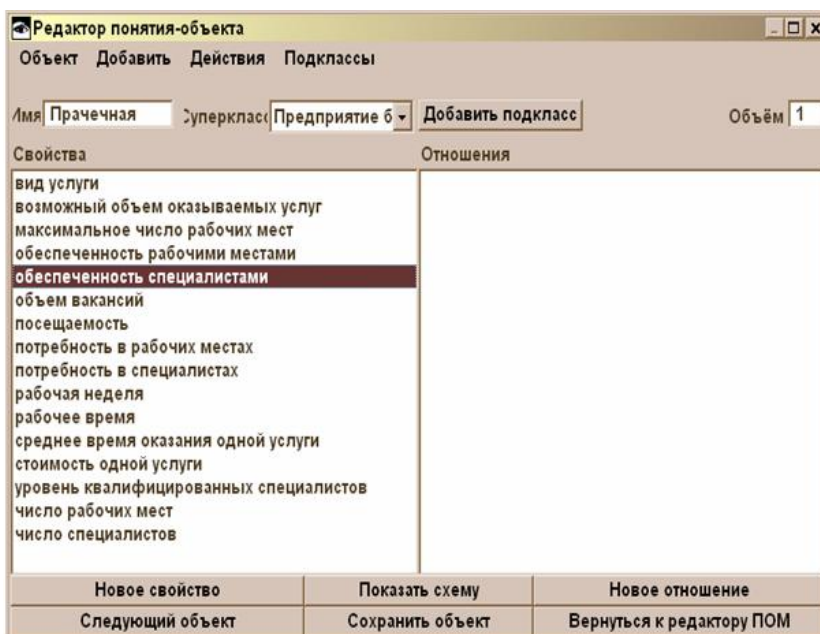 Редактор понятия-объекта
Объект Добавить Действия Подклассы
Имя Прачечная Суперкласс Предприятие б Добавить подкласс Объём 1
Свойства Отношения
вид услуги
возможный объем оказываемых услуг
максимальное число рабочих мест
обеспеченность рабочими местами
обеспеченность специалистами
объем вакансий
посещаемость
потребность в рабочих местах
потребность в специалистах
рабочая неделя
рабочее время
среднее время оказания одной услуги
стоимость одной услуги
уровень квалифицированных специалистов
число рабочих мест
число специалистов
Новое свойство Показать схему Новое отношение
Следующий объект Сохранить объект Вернуться к редактору ПОМ